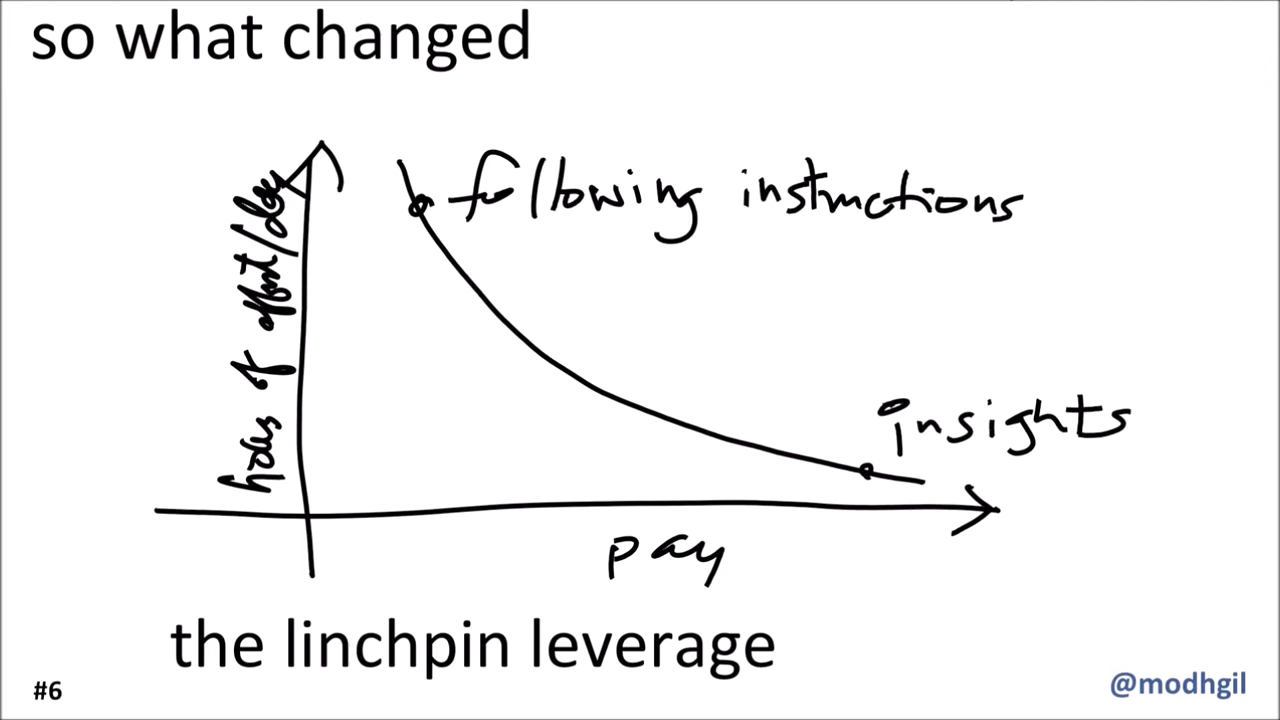 so what changed
following instructions
hours of effort/day
insights
pay
the linchpin leverage
#6
@modhgil